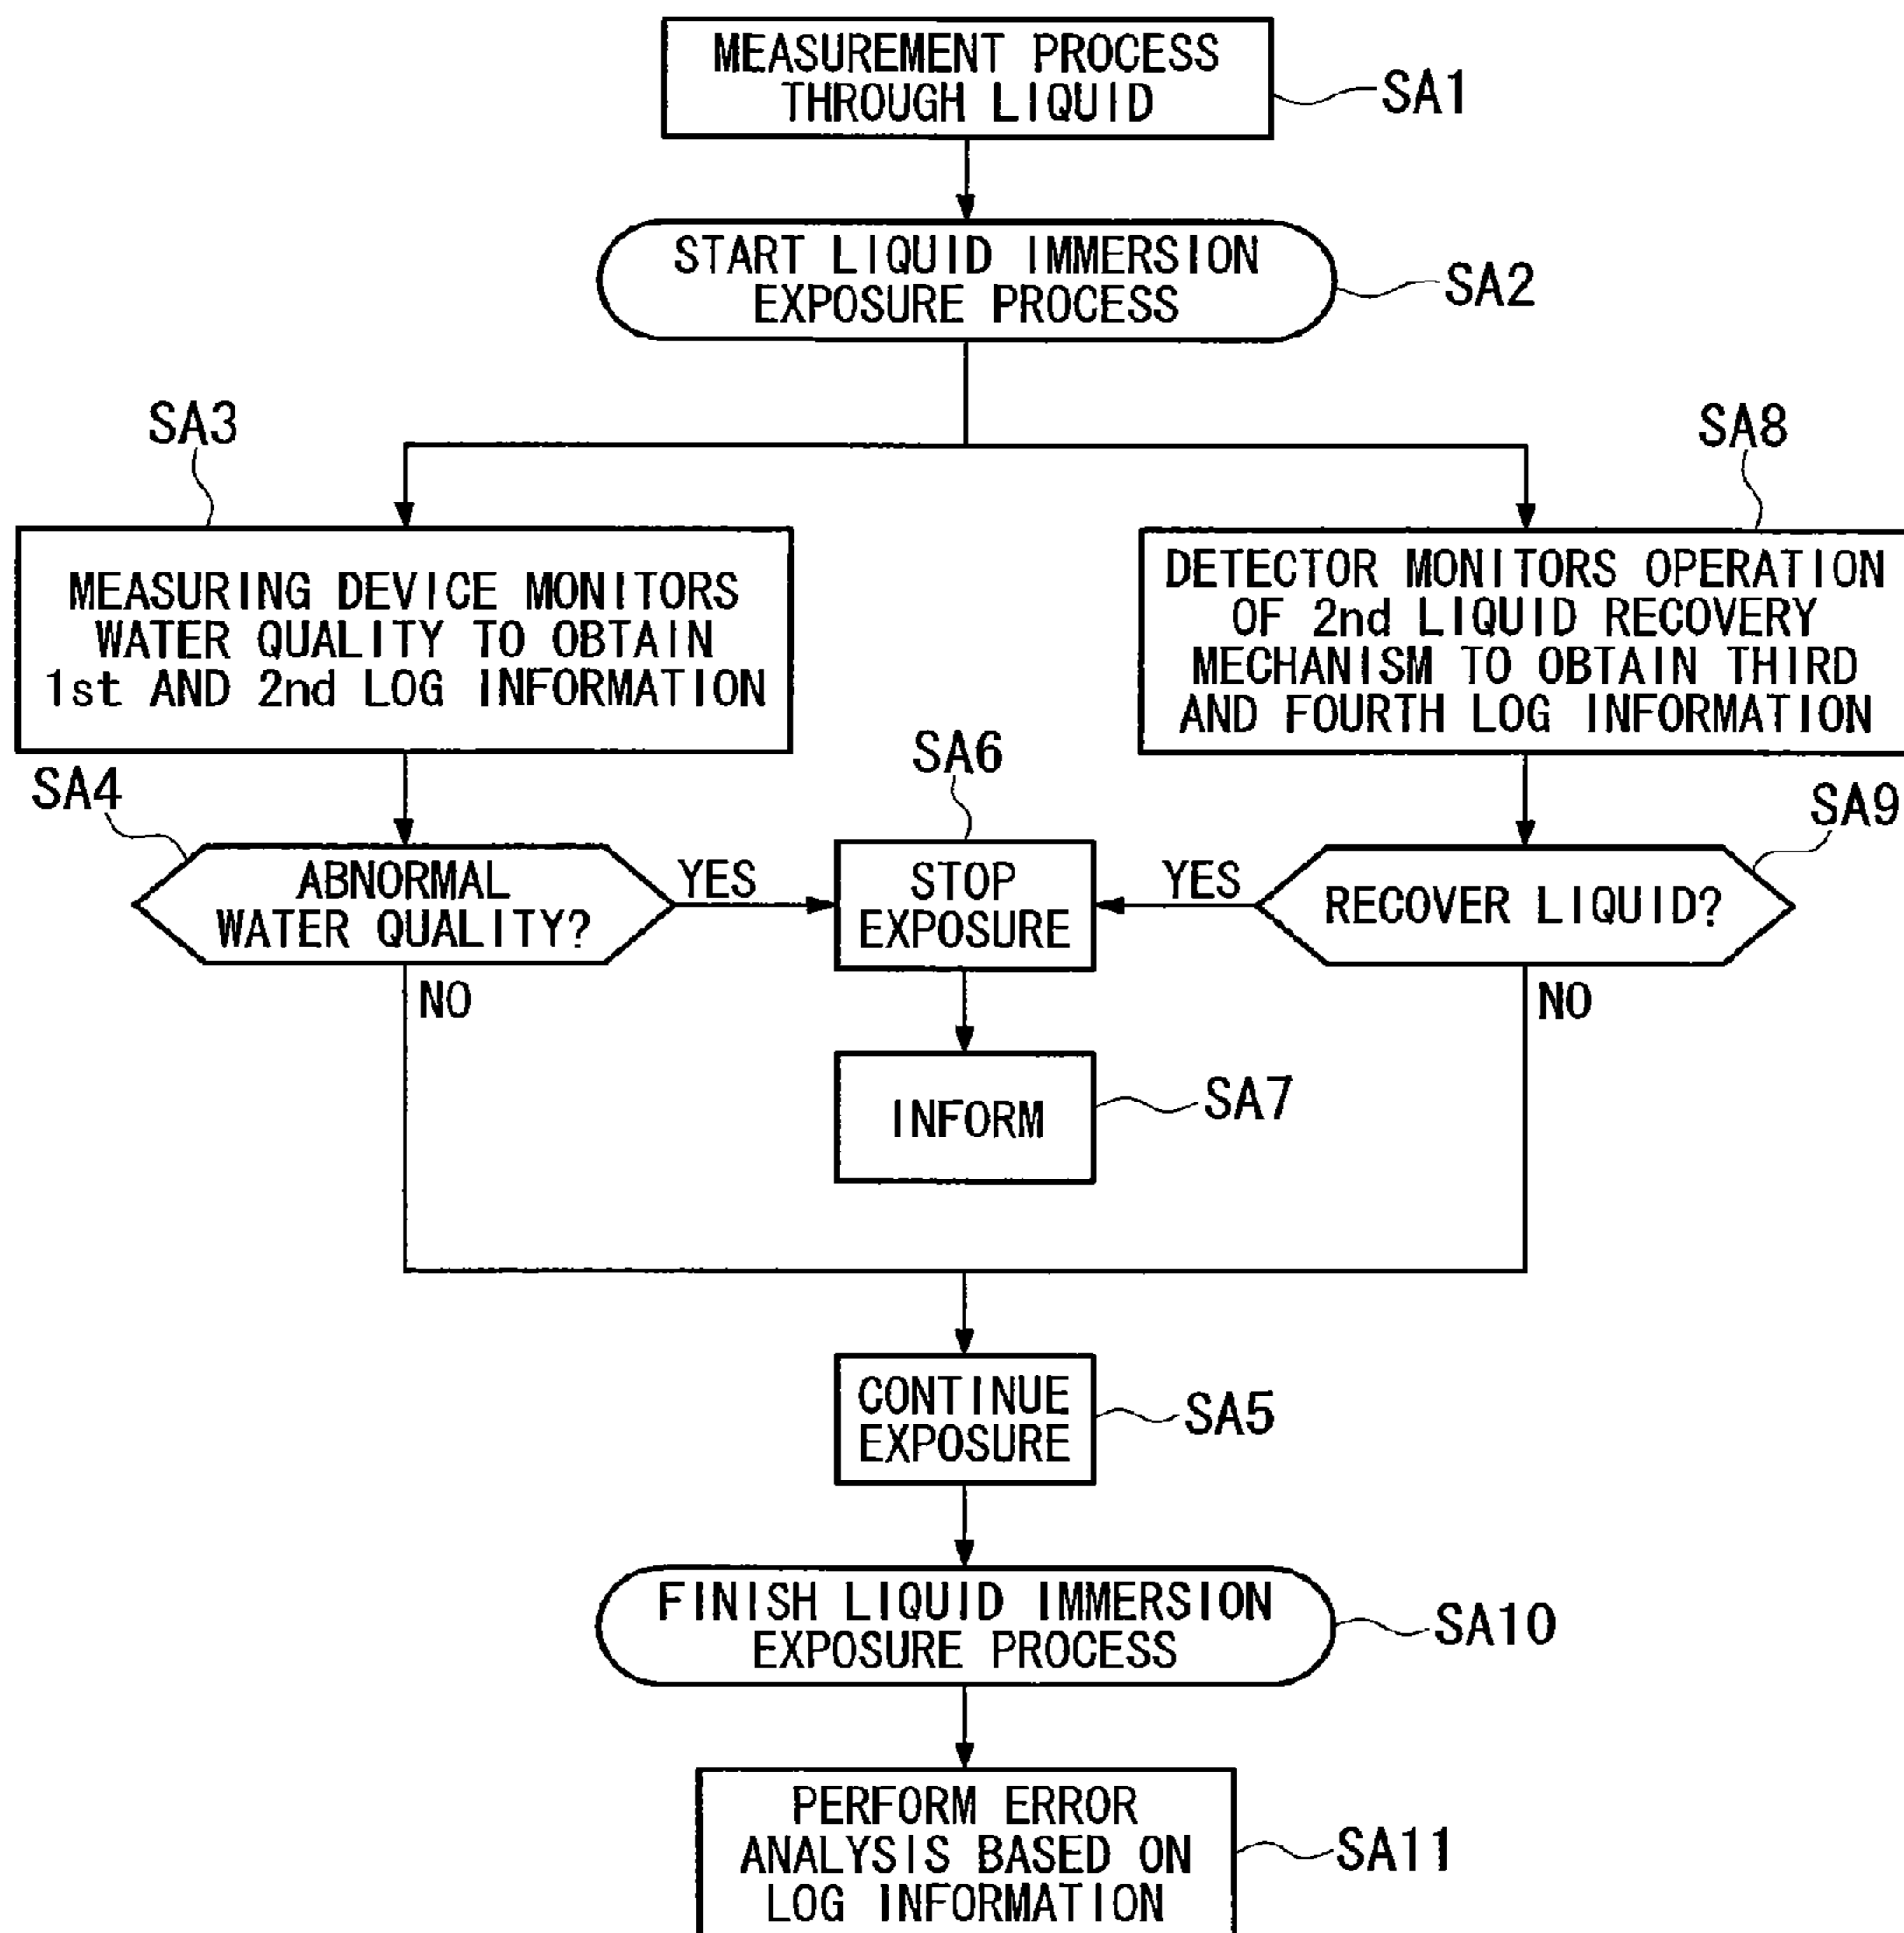 MEASUREMENT PROCESS
THROUGH LIQUID
SA1
START LIQUID IMMERSION
EXPOSURE PROCESS
SA2
SA3
MEASURING DEVICE MONITORS
WATER QUALITY TO OBTAIN
1st AND 2nd LOG INFORMATION
SA8
DETECTOR MONITORS OPERATION
OF 2nd LIQUID RECOVERY
MECHANISM TO OBTAIN THIRD
AND FOURTH LOG INFORMATION
SA4
ABNORMAL
WATER QUALITY?
YES
NO
SA6
STOP
EXPOSURE
SA9
RECOVER LIQUID?
YES
NO
INFORM
SA7
CONTINUE
EXPOSURE
SA5
FINISH LIQUID IMMERSION
EXPOSURE PROCESS
SA10
PERFORM ERROR
ANALYSIS BASED ON
LOG INFORMATION
SA11